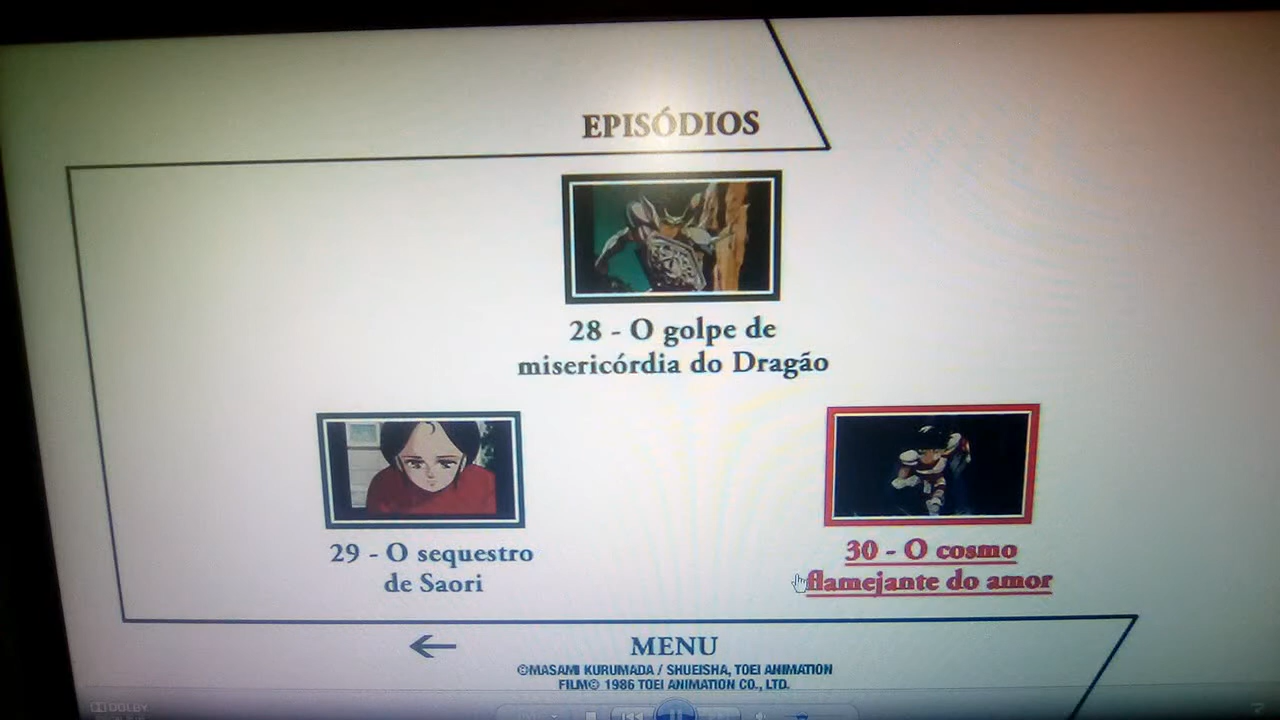 EPISÓDIOS
28 - O golpe de
misericórdia do Dragão
29 - O sequestro
de Saori
30 - O cosmo
flamejante do amor
MENU
©MASAMI KURUMADA / SHUEISHA, TOEI ANIMATION
FILM© 1986 TOEI ANIMATION CO., LTD.
DOLBY